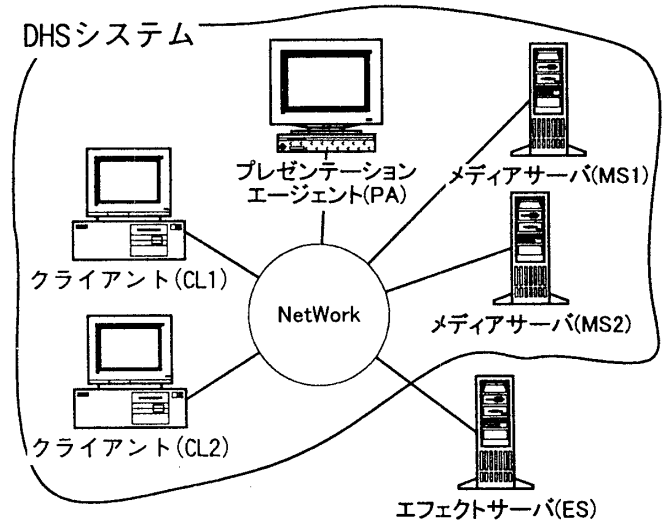 DHSシステム
プレゼンテーション
エージェント(PA)
メディアサーバ(MS1)
クライアント(CL1)
NetWork
メディアサーバ(MS2)
クライアント(CL2)
エフェクトサーバ(ES)